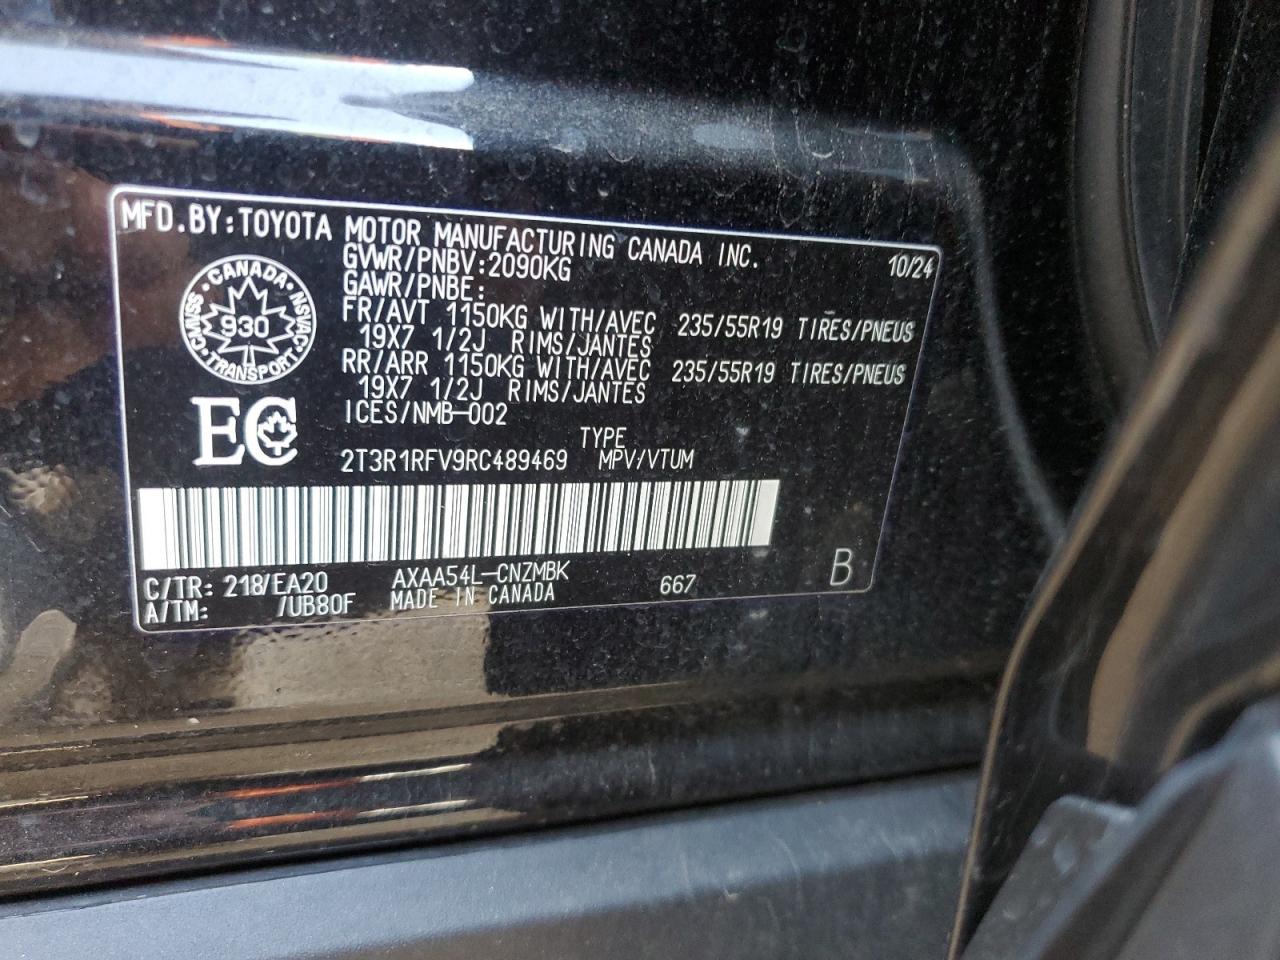 MFD.BY:TOYOTA MOTOR MANUFACTURING CANADA INC. 10/24
GVWR/PNBV:2090KG
GAWR/PNBE:
FR/AVT 1150KG WITH/AVEC 235/55R19 TIRES/PNEUS
19X7 1/2J RIMS/JANTES
RR/ARR 1150KG WITH/AVEC 235/55R19 TIRES/PNEUS
19X7 1/2J RIMS/JANTES
ICES/NMB-002
CANADA
CMVSS 930 NSVAC
TRANSPORT
EC
TYPE
2T3R1RFV9RC489469 MPV/VTUM
C/TR: 218/EA20 AXAA54L-CNZMBK 667 B
A/TM: /UB80F MADE IN CANADA